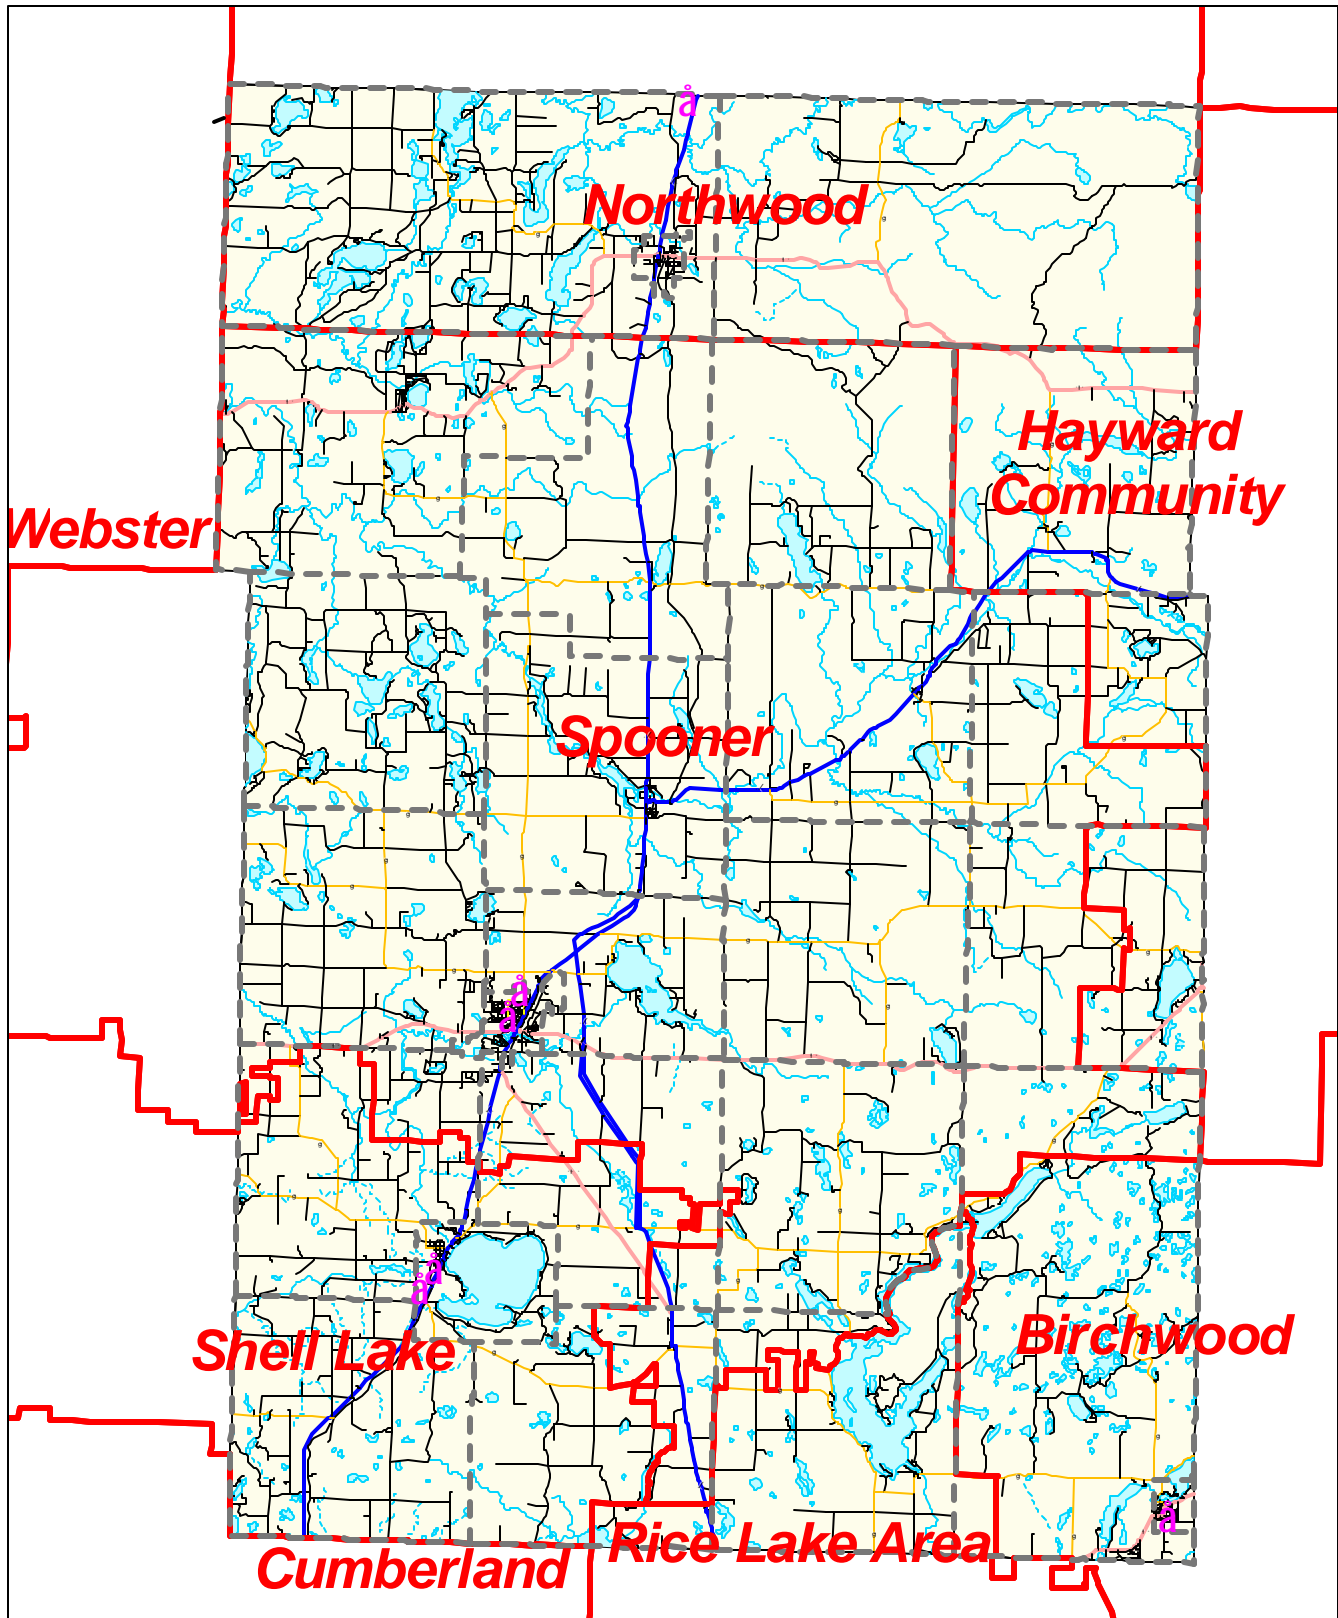 å
Northwood
Hayward
Community
Webster
Spooner
å
å
å
å
Shell Lake
Birchwood
å
Rice Lake Area
Cumberland